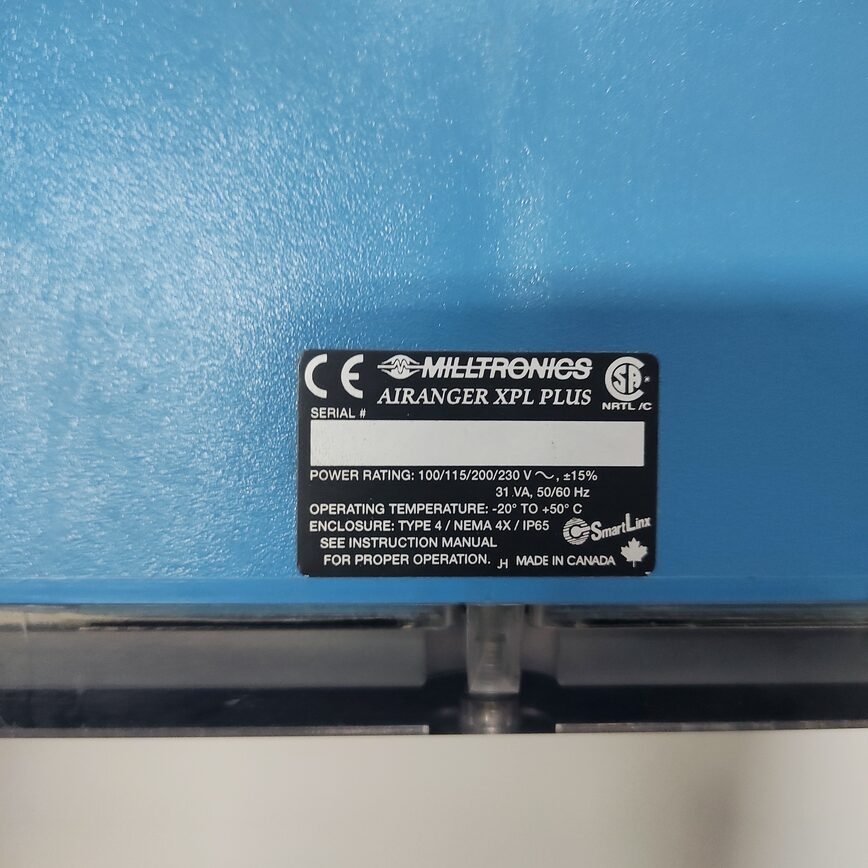 CE MILLTRONICS SA
AIRANGER XPL PLUS NRTL /C
SERIAL #
POWER RATING: 100/115/200/230 V ~, ±15%
31 VA, 50/60 Hz
OPERATING TEMPERATURE: -20° TO +50° C
ENCLOSURE: TYPE 4 / NEMA 4X / IP65
SmartLinx
SEE INSTRUCTION MANUAL
FOR PROPER OPERATION. JH MADE IN CANADA